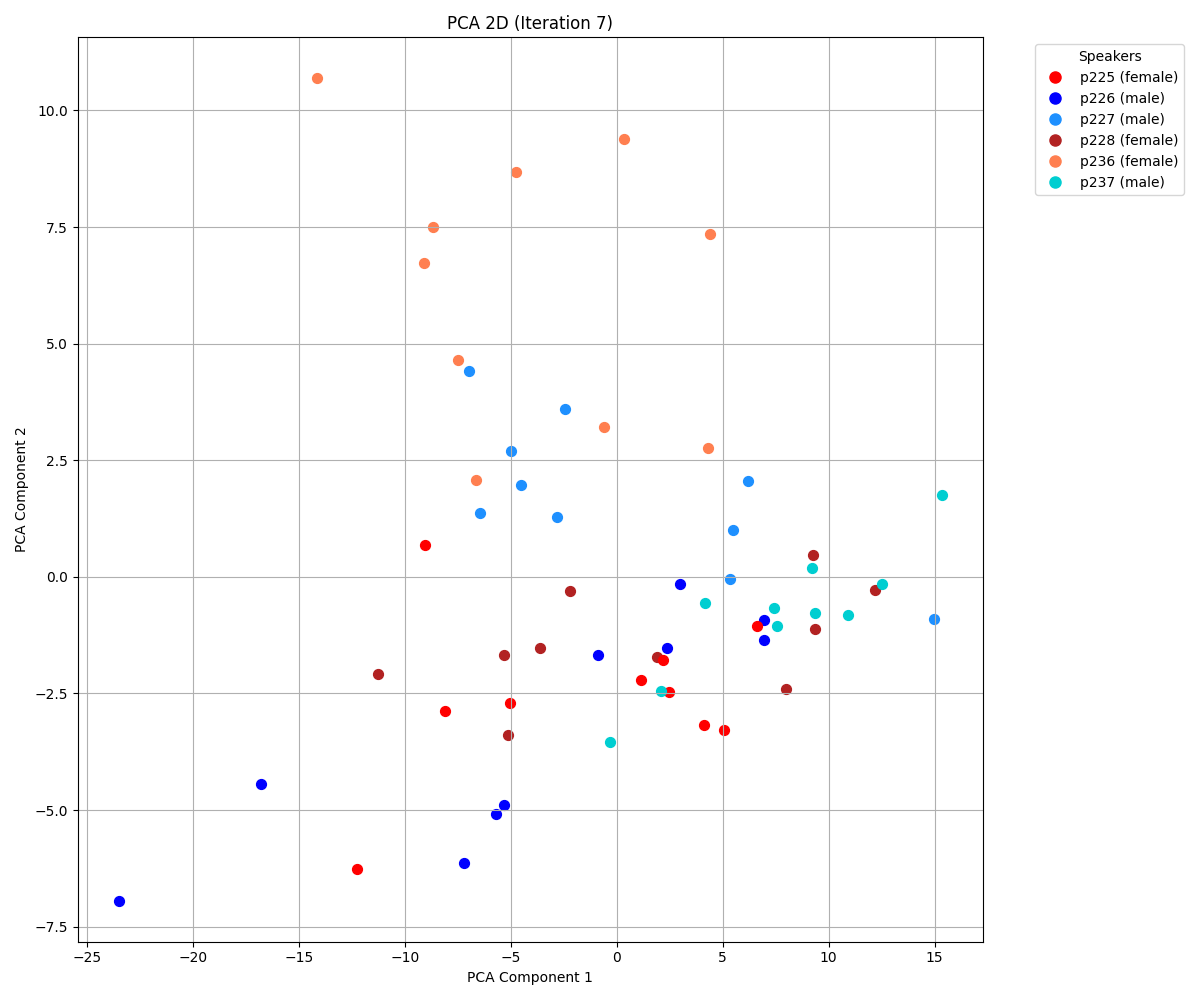 PCA 2D (Iteration 7)
Speakers
p225 (female)
p226 (male)
p227 (male)
p228 (female)
p236 (female)
p237 (male)
PCA Component 2
10.0
7.5
5.0
2.5
0.0
−2.5
−5.0
−7.5
−25 −20 −15 −10 −5 0 5 10 15
PCA Component 1